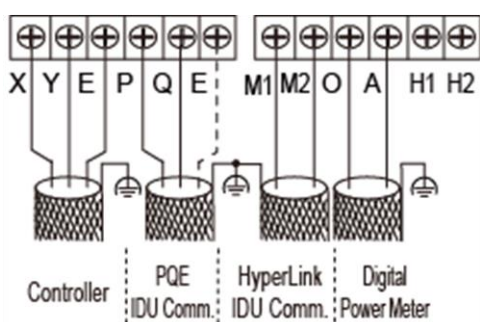 X Y E P Q E M1 M2 O A H1 H2
Controller
PQE
IDU Comm.
HyperLink
IDU Comm.
Digital
Power Meter